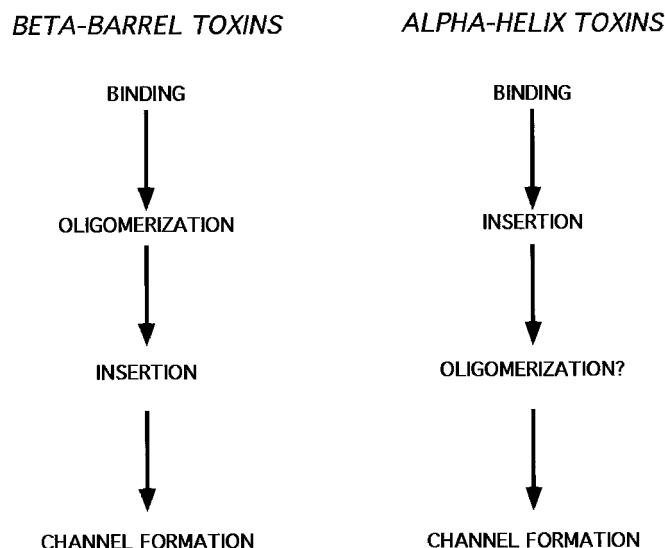 BETA-BARREL TOXINS
BINDING
OLIGOMERIZATION
INSERTION
CHANNEL FORMATION
ALPHA-HELIX TOXINS
BINDING
INSERTION
OLIGOMERIZATION?
CHANNEL FORMATION